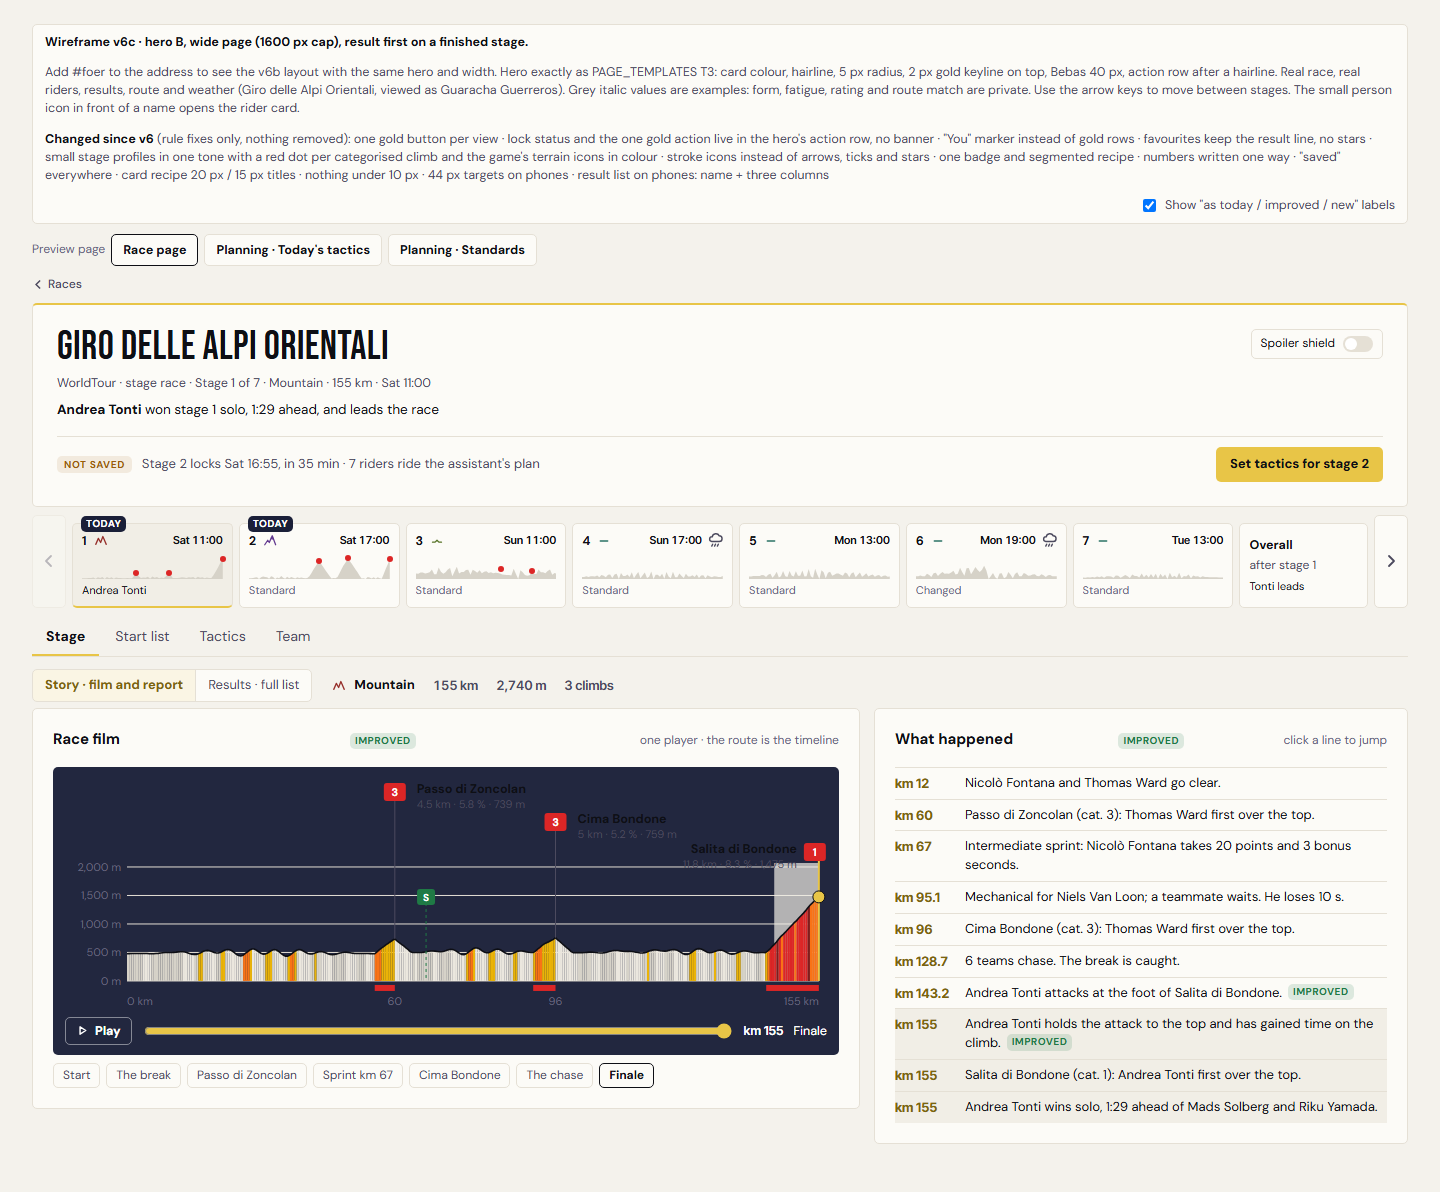 Wireframe v6c · hero B, wide page (1600 px cap), result first on a finished stage.
Add #foer to the address to see the v6b layout with the same hero and width. Hero exactly as PAGE_TEMPLATES T3: card colour, hairline, 5 px radius, 2 px gold keyline on top, Bebas 40 px, action row after a hairline. Real race, real
riders, results, route and weather (Giro delle Alpi Orientali, viewed as Guaracha Guerreros). Grey italic values are examples: form, fatigue, rating and route match are private. Use the arrow keys to move between stages. The small person
icon in front of a name opens the rider card.
Changed since v6 (rule fixes only, nothing removed): one gold button per view · lock status and the one gold action live in the hero's action row, no banner · "You" marker instead of gold rows · favourites keep the result line, no stars ·
small stage profiles in one tone with a red dot per categorised climb and the game's terrain icons in colour · stroke icons instead of arrows, ticks and stars · one badge and segmented recipe · numbers written one way · "saved"
everywhere · card recipe 20 px / 15 px titles · nothing under 10 px · 44 px targets on phones · result list on phones: name + three columns
Show "as today / improved / new" labels
Preview page Race page Planning · Today's tactics Planning · Standards
Races
GIRO DELLE ALPI ORIENTALI
Spoiler shield
WorldTour · stage race · Stage 1 of 7 · Mountain · 155 km · Sat 11:00
Andrea Tonti won stage 1 solo, 1:29 ahead, and leads the race
NOT SAVED Stage 2 locks Sat 16:55, in 35 min · 7 riders ride the assistant's plan
Set tactics for stage 2
TODAY
1 Sat 11:00
Andrea Tonti
TODAY
2 Sat 17:00
Standard
3 Sun 11:00
Standard
4 Sun 17:00
Standard
5 Mon 13:00
Standard
6 Mon 19:00
Changed
7 Tue 13:00
Standard
Overall
after stage 1
Tonti leads
Stage Start list Tactics Team
Story · film and report Results · full list Mountain 155 km 2,740 m 3 climbs
Race film IMPROVED one player · the route is the timeline
3 Passo di Zoncolan
4.5 km · 5.8 % · 739 m
3 Cima Bondone
5 km · 5.2 % · 759 m
Salita di Bondone 1
11.8 km · 8.3 % · 1,475 m
2,000 m
1,500 m
S
1,000 m
500 m
0 m
0 km 60 96 155 km
Play km 155 Finale
Start The break Passo di Zoncolan Sprint km 67 Cima Bondone The chase Finale
What happened IMPROVED click a line to jump
km 12 Nicolò Fontana and Thomas Ward go clear.
km 60 Passo di Zoncolan (cat. 3): Thomas Ward first over the top.
km 67 Intermediate sprint: Nicolò Fontana takes 20 points and 3 bonus
seconds.
km 95.1 Mechanical for Niels Van Loon; a teammate waits. He loses 10 s.
km 96 Cima Bondone (cat. 3): Thomas Ward first over the top.
km 128.7 6 teams chase. The break is caught.
km 143.2 Andrea Tonti attacks at the foot of Salita di Bondone. IMPROVED
km 155 Andrea Tonti holds the attack to the top and has gained time on the
climb. IMPROVED
km 155 Salita di Bondone (cat. 1): Andrea Tonti first over the top.
km 155 Andrea Tonti wins solo, 1:29 ahead of Mads Solberg and Riku Yamada.